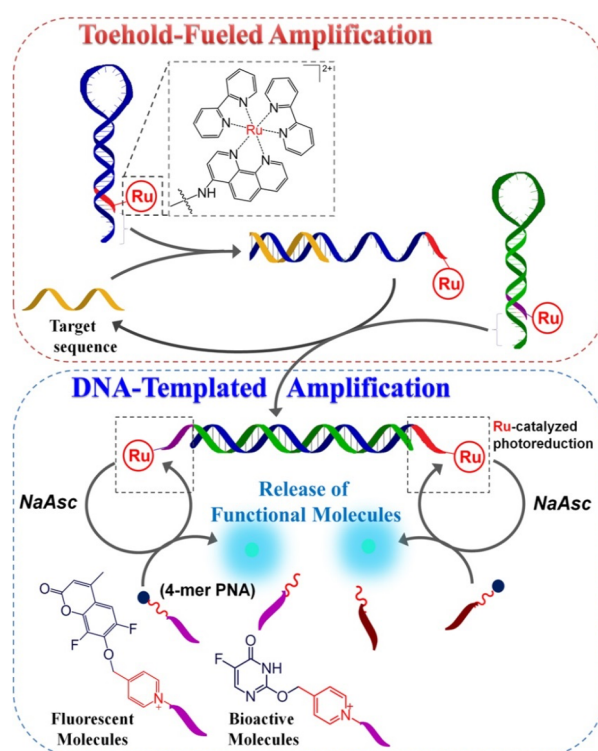 Toehold-Fueled Amplification
2+
N
N
N
N
Ru
N
N
NH
Ru
Ru
Ru
Target
sequence
DNA-Templated Amplification
Ru
Ru
Ru-catalyzed
photoreduction
NaAsc
NaAsc
Release of
Functional Molecules
(4-mer PNA)
O
O
F
F
O
N
+
O
F
NH
N
O
N
+
Fluorescent
Molecules
Bioactive
Molecules